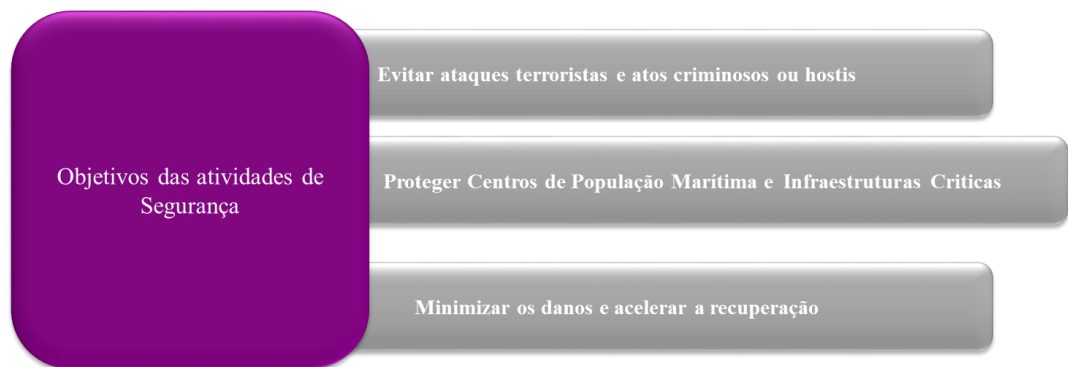 Objetivos das atividades de
Segurança
Evitar ataques terroristas e atos criminosos ou hostis
Proteger Centros de População Marítima e Infraestruturas Criticas
Minimizar os danos e acelerar a recuperação